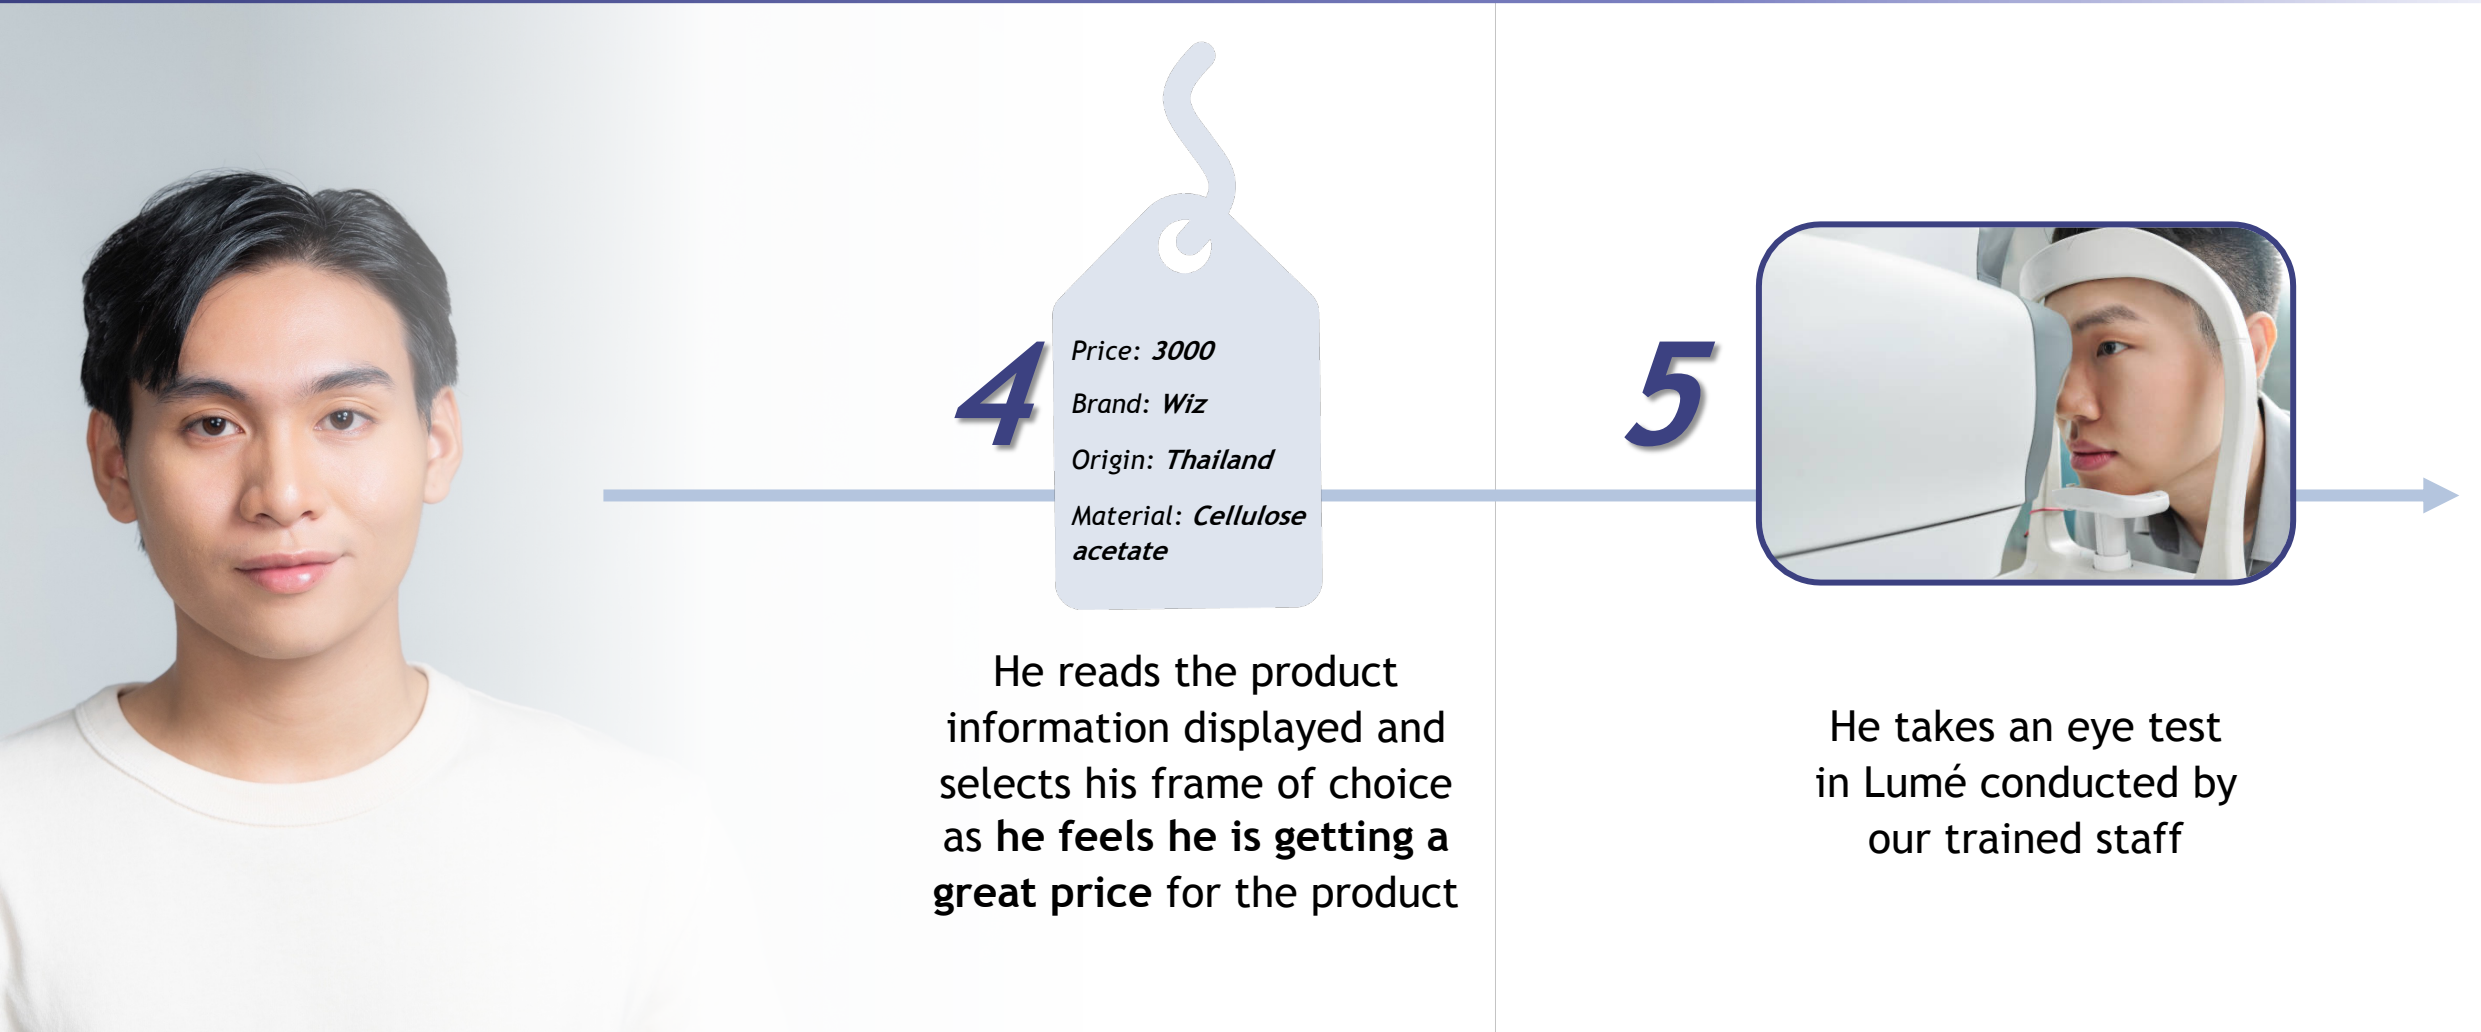 4
Price: 3000
Brand: Wiz
Origin: Thailand
Material: Cellulose
acetate
He reads the product
information displayed and
selects his frame of choice
as he feels he is getting a
great price for the product
5
He takes an eye test
in Lumé conducted by
our trained staff